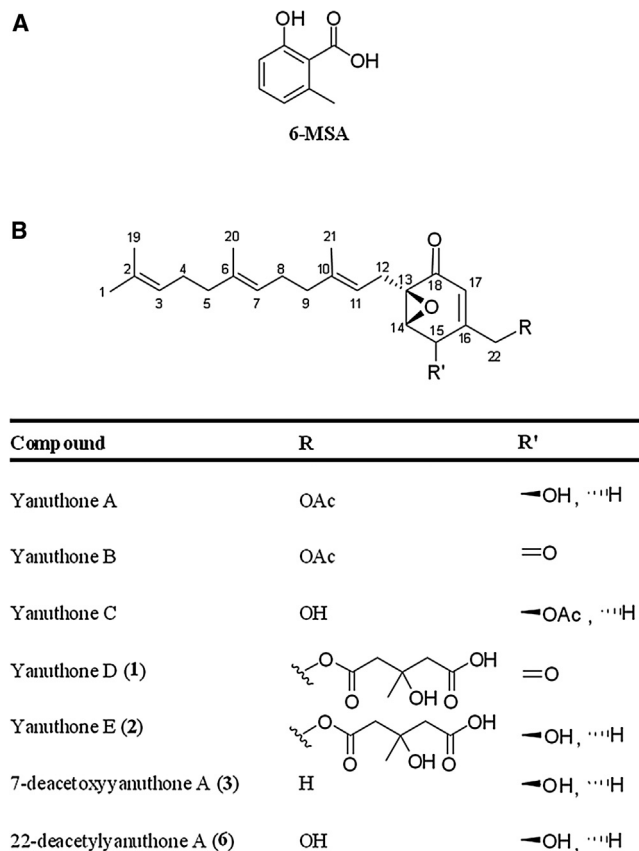 A
OH
O
OH
6-MSA
B
19 20 21 O
2 4 6 8 10 12 13 18 17
1 3 5 7 9 11 O
14 15 16 R
R' 22
Compound R R'
Yanuthone A OAc OH, H
Yanuthone B OAc =O
Yanuthone C OH OAc, H
Yanuthone D (1) O O OH O OH =O
Yanuthone E (2) O O OH O OH OH, H
7-deacetoxyyanuthone A (3) H OH, H
22-deacetylyanuthone A (6) OH OH, H